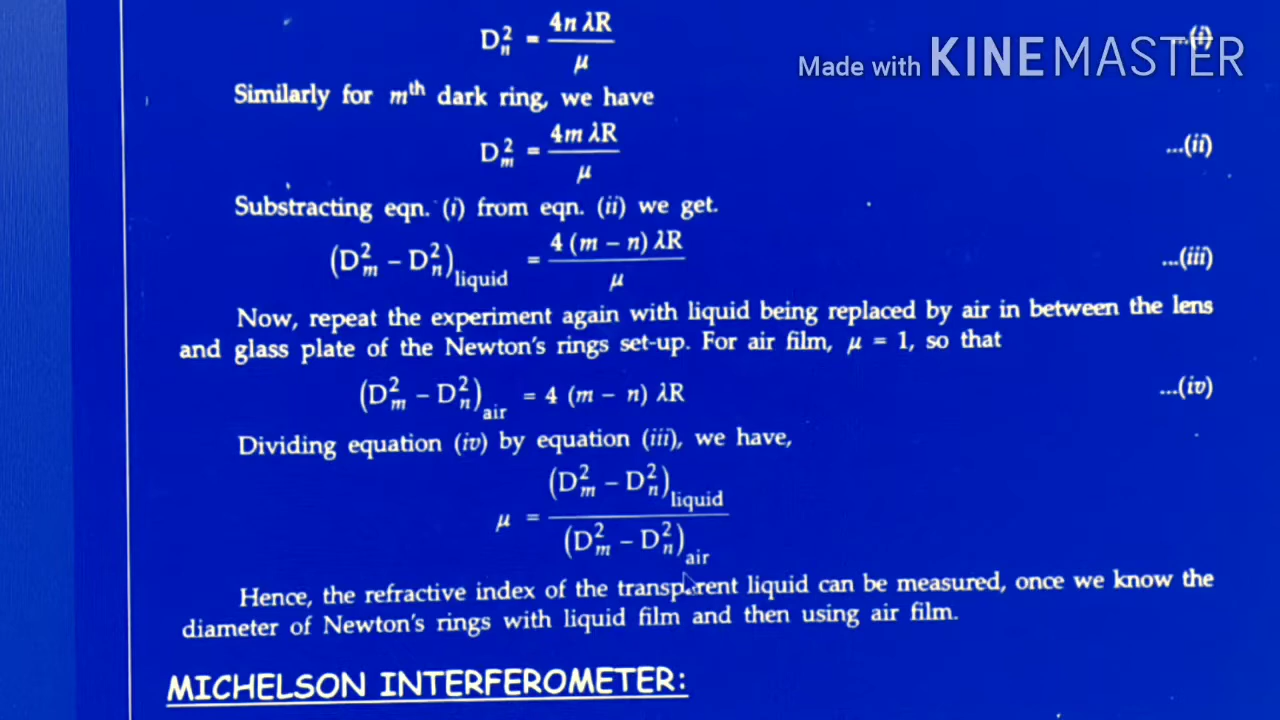 D²ₙ = 4nλR / μ ...(i)
Made with KINEMASTER
Similarly for mᵗʰ dark ring, we have
D²ₘ = 4mλR / μ ...(ii)
Substracting eqn. (i) from eqn. (ii) we get.
(D²ₘ – D²ₙ)liquid = 4 (m – n) λR / μ ...(iii)
Now, repeat the experiment again with liquid being replaced by air in between the lens
and glass plate of the Newton's rings set-up. For air film, μ = 1, so that
(D²ₘ – D²ₙ)air = 4 (m – n) λR ...(iv)
Dividing equation (iv) by equation (iii), we have,
μ = (D²ₘ – D²ₙ)liquid / (D²ₘ – D²ₙ)air
Hence, the refractive index of the transparent liquid can be measured, once we know the
diameter of Newton's rings with liquid film and then using air film.
MICHELSON INTERFEROMETER: